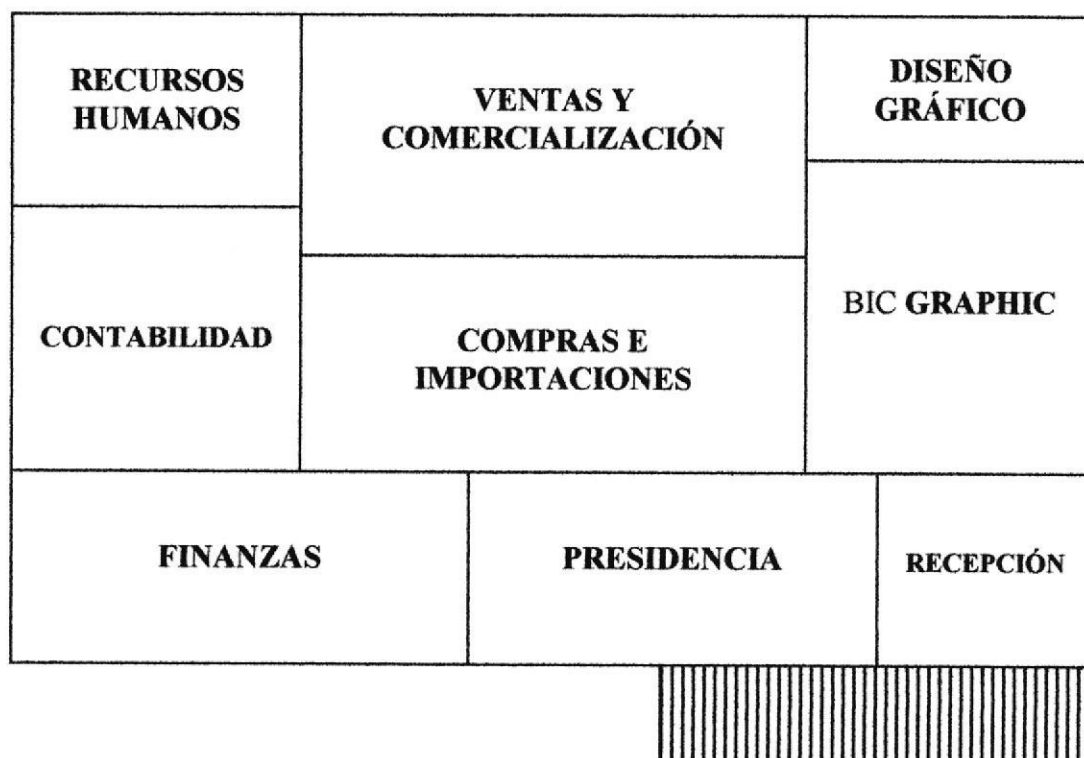 RECURSOS
HUMANOS
VENTAS Y
COMERCIALIZACIÓN
DISEÑO
GRÁFICO
CONTABILIDAD
COMPRAS E
IMPORTACIONES
BIC GRAPHIC
FINANZAS
PRESIDENCIA
RECEPCIÓN